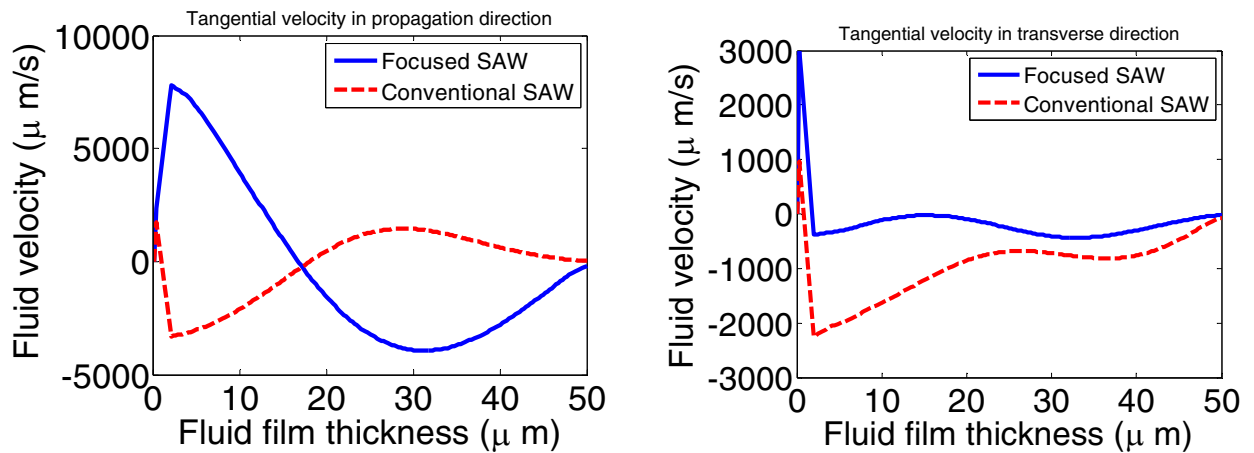 Tangential velocity in propagation direction
10000
5000
0
-5000
Fluid velocity (μ m/s)
Focused SAW
Conventional SAW
0 10 20 30 40 50
Fluid film thickness (μ m)
Tangential velocity in transverse direction
3000
2000
1000
0
-1000
-2000
-3000
Fluid velocity (μ m/s)
Focused SAW
Conventional SAW
0 10 20 30 40 50
Fluid film thickness (μ m)